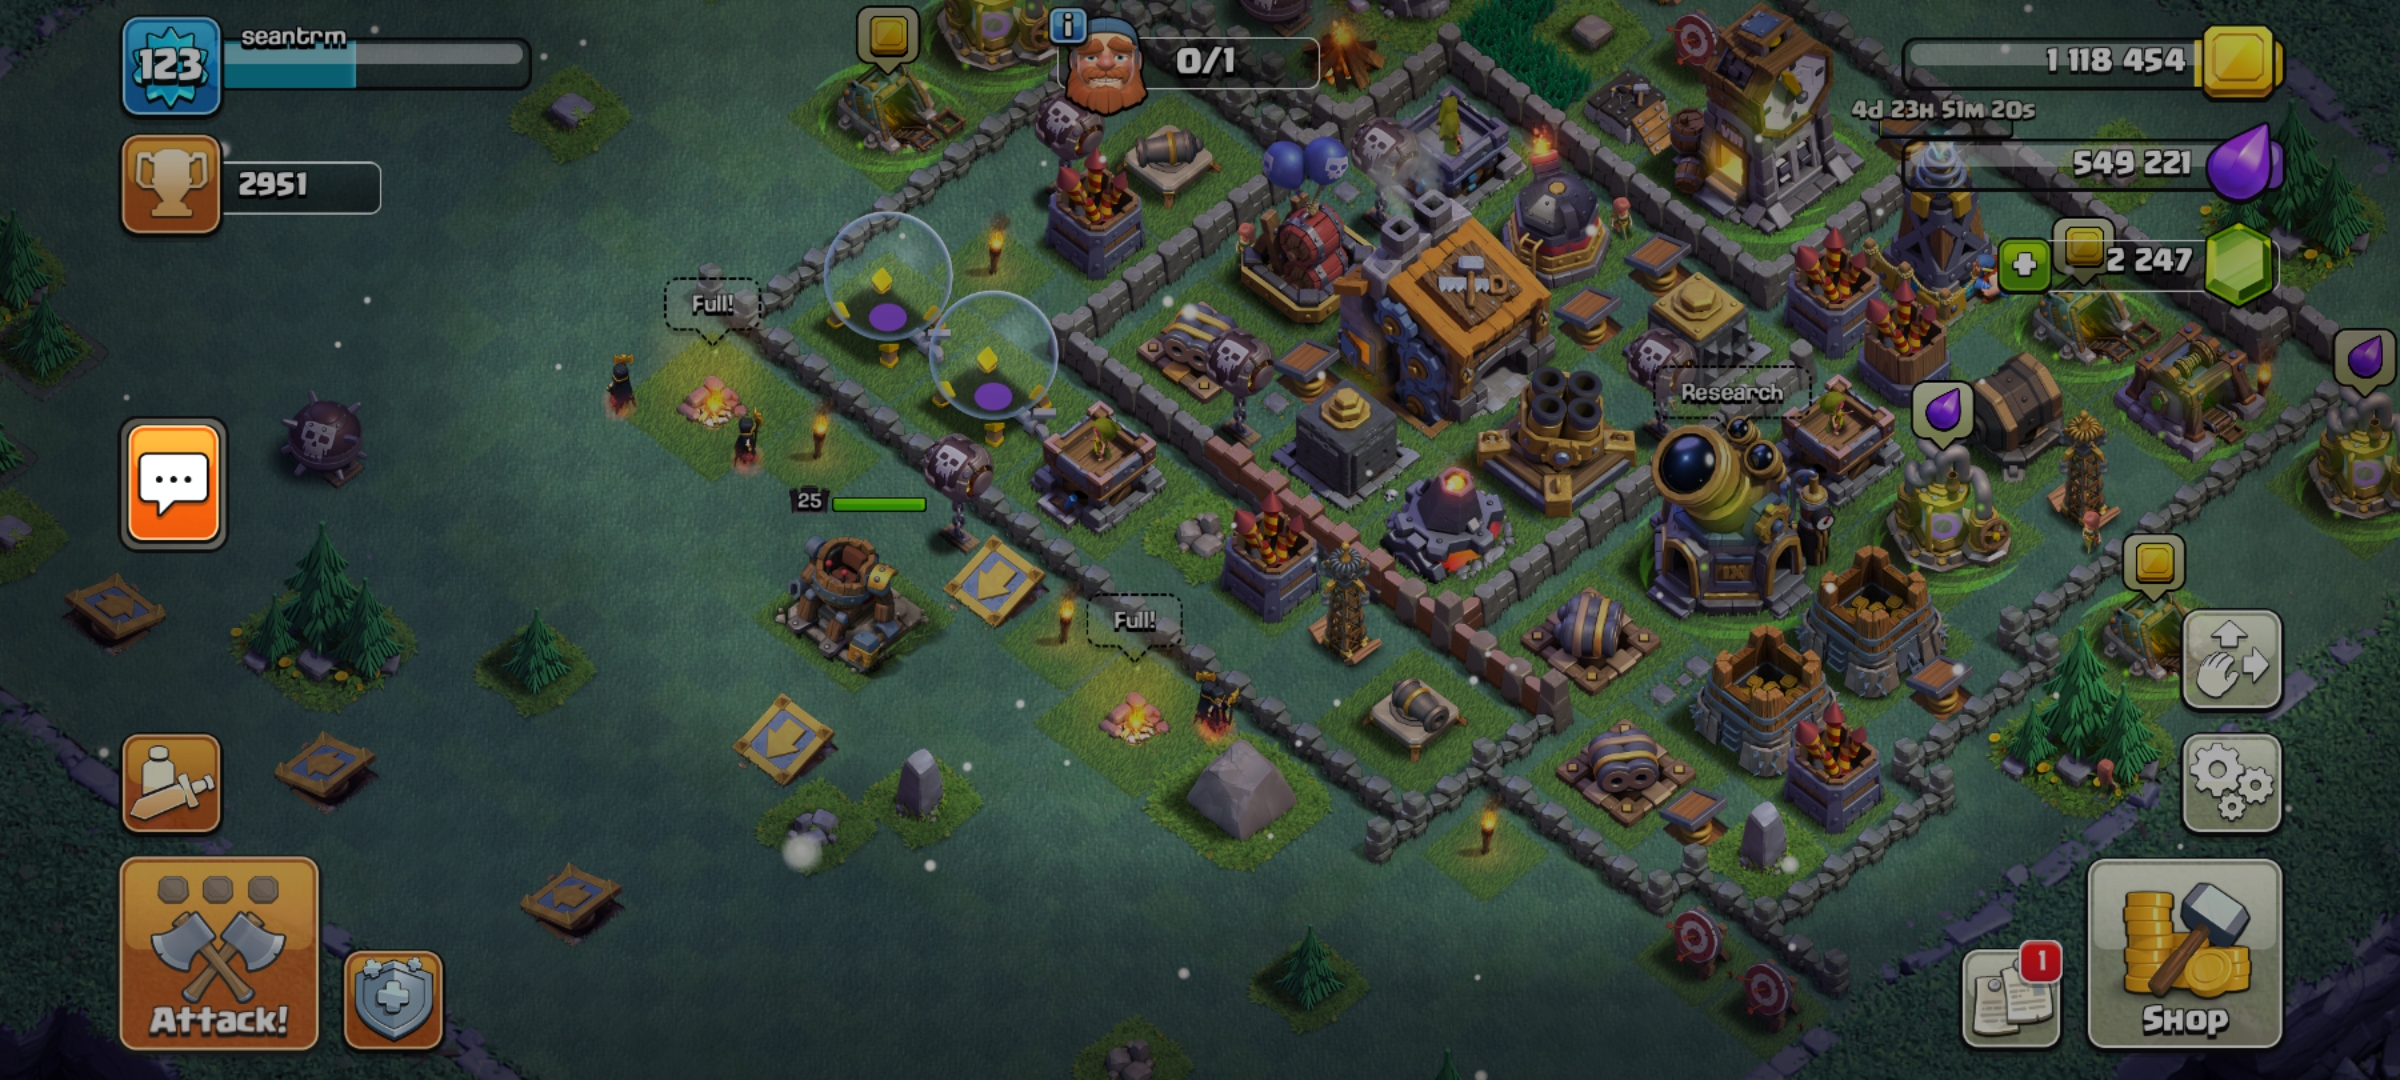 123
seantrm
0/1
1 118 454
4d 23h 51m 20s
549 221
2951
2 247
Full!
Research
25
Full!
Attack!
1
Shop